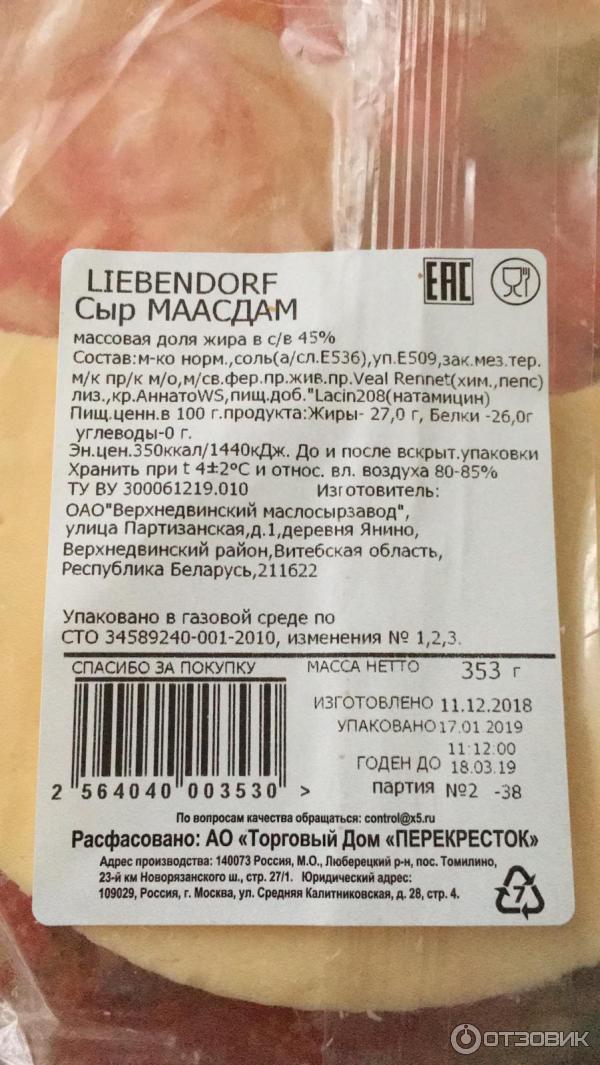 LIEBENDORF
Сыр МААСДАМ
ЕАС
массовая доля жира в с/в 45%
Состав:м-ко норм.,соль(а/сл.Е536),уп.Е509,зак.мез.тер.
м/к пр/к м/о,м/св.фер.пр.жив.пр.Veal Rennet(хим.,пепс)
лиз.,кр.АннатоWS,пищ.доб."Lacin208(натамицин)
Пищ.ценн.в 100 г.продукта:Жиры- 27,0 г, Белки -26,0г
углеводы-0 г.
Эн.цен.350ккал/1440кДж. До и после вскрыт.упаковки
Хранить при t 4±2°С и относ. вл. воздуха 80-85%
ТУ BY 300061219.010 Изготовитель:
ОАО"Верхнедвинский маслосырзавод",
улица Партизанская,д.1,деревня Янино,
Верхнедвинский район,Витебская область,
Республика Беларусь,211622
Упаковано в газовой среде по
СТО 34589240-001-2010, изменения № 1,2,3.
СПАСИБО ЗА ПОКУПКУ
МАССА НЕТТО 353 г
ИЗГОТОВЛЕНО 11.12.2018
УПАКОВАНО 17.01 2019
11:12:00
ГОДЕН ДО 18.03.19
партия №2 -38
2 564040 003530 >
По вопросам качества обращаться: control@x5.ru
Расфасовано: АО «Торговый Дом «ПЕРЕКРЕСТОК»
Адрес производства: 140073 Россия, М.О., Люберецкий р-н, пос. Томилино,
23-й км Новорязанского ш., стр. 27/1. Юридический адрес:
109029, Россия, г. Москва, ул. Средняя Калитниковская, д. 28, стр. 4.
7
ОТЗОВИК